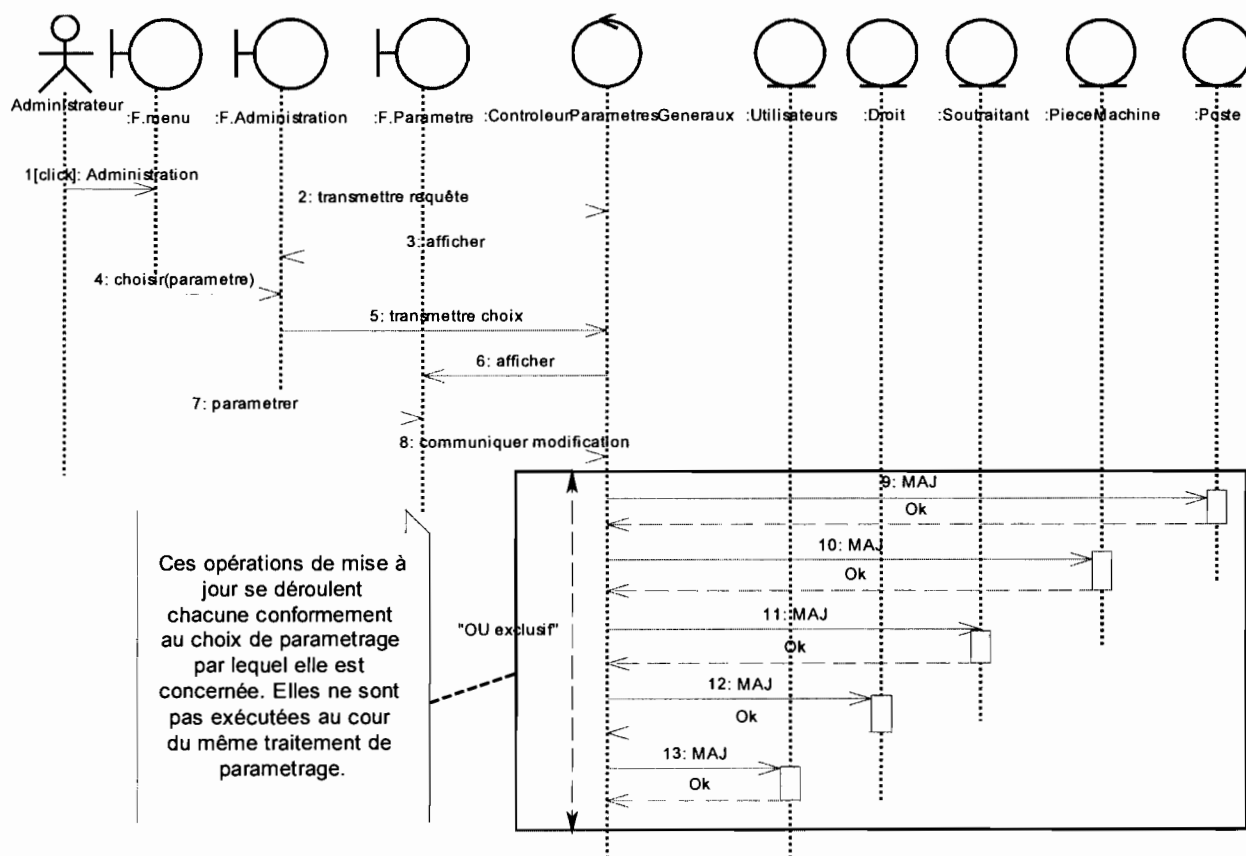 Administrateur
:F.menu
:F.Administration
:F.Parametre
:ControleurParametresGeneraux
:Utilisateurs
:Droit
:Soutraitant
:PieceMachine
:Poste
1[click]: Administration
2: transmettre requête
3: afficher
4: choisir(parametre)
5: transmettre choix
6: afficher
7: parametrer
8: communiquer modification
9: MAJ
Ok
10: MAJ
Ok
11: MAJ
Ok
12: MAJ
Ok
13: MAJ
Ok
"OU exclusif"
Ces opérations de mise à
jour se déroulent
chacune conformement
au choix de parametrage
par lequel elle est
concernée. Elles ne sont
pas exécutées au cour
du même traitement de
parametrage.